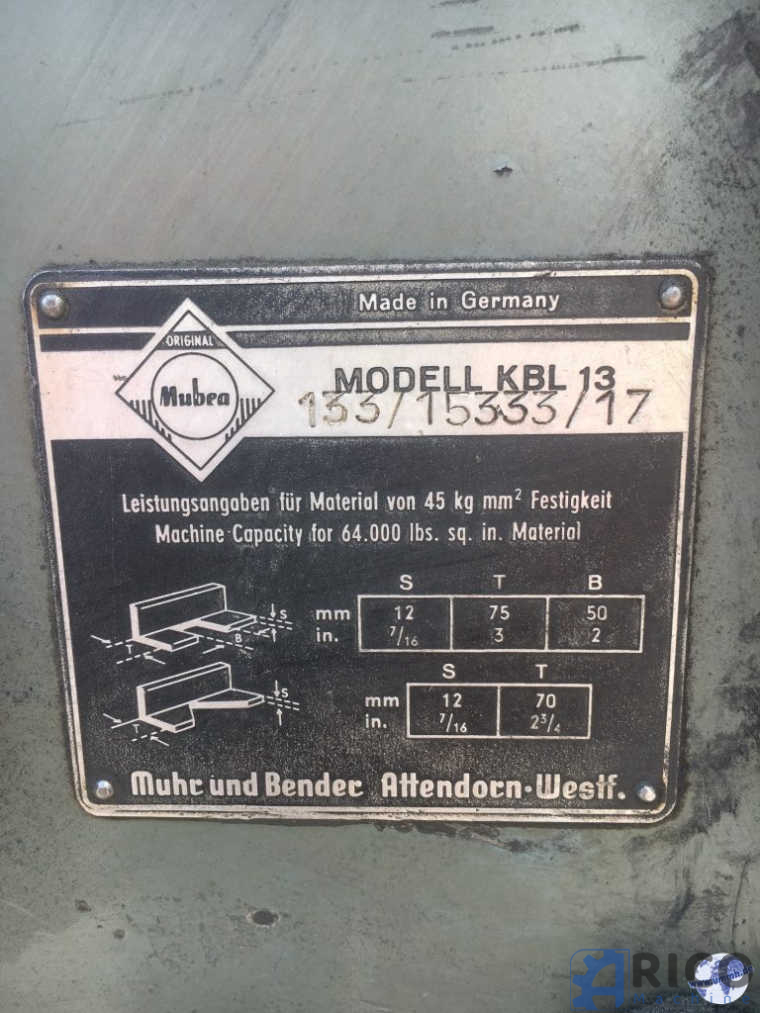 Made in Germany
ORIGINAL
Mubea
MODELL KBL 13
133/15333/17
Leistungsangaben für Material von 45 kg mm² Festigkeit
Machine Capacity for 64.000 lbs. sq. in. Material
S T B
S
T
B
mm 12 75 50
in. 7/16 3 2
S T
S
T
mm 12 70
in. 7/16 2 3/4
Muhr und Bender Attendorn·Westf.
RICO